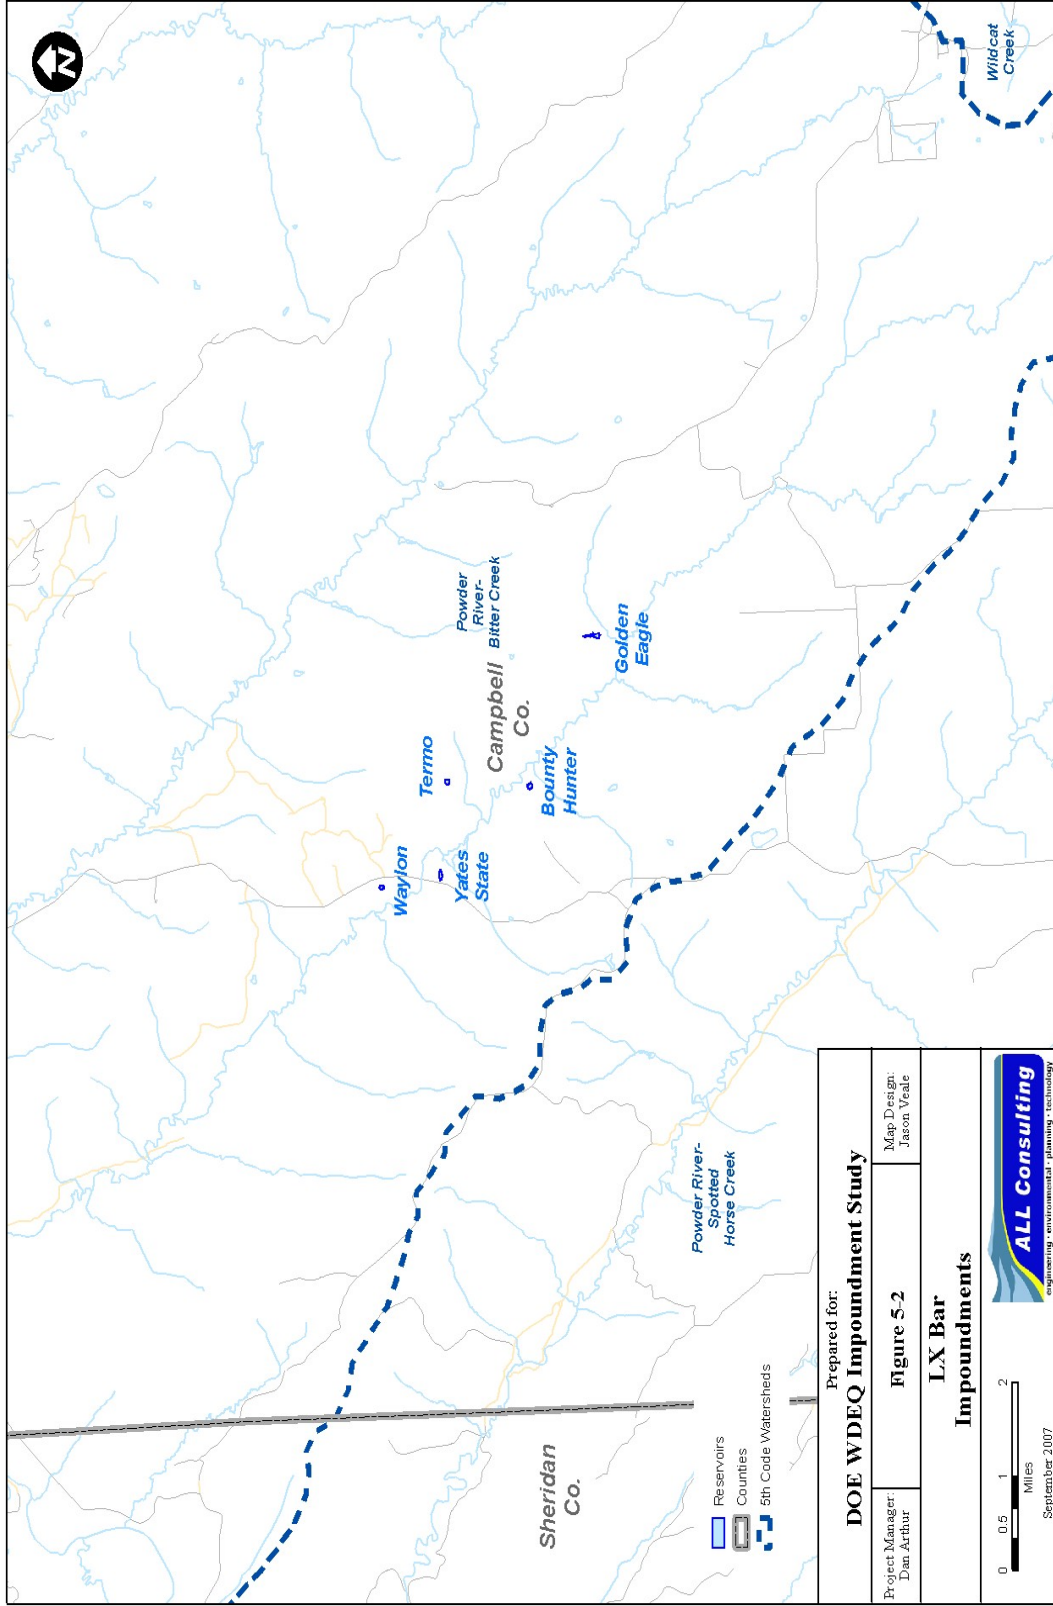 N
Wildcat
Creek
Powder
River-
Bitter Creek
Campbell
Co.
Golden
Eagle
Termo
Bounty
Hunter
Waylon
Yates
State
Powder River-
Spotted
Horse Creek
Sheridan
Co.
Reservoirs
Counties
5th Code Watersheds
Prepared for:
DOE WDEQ Impoundment Study
Project Manager:
Dan Arthur
Figure 5-2
Map Design:
Jason Veale
LX Bar
Impoundments
0 0.5 1 2
Miles
September 2007
ALL Consulting
engineering · environmental · planning · technology